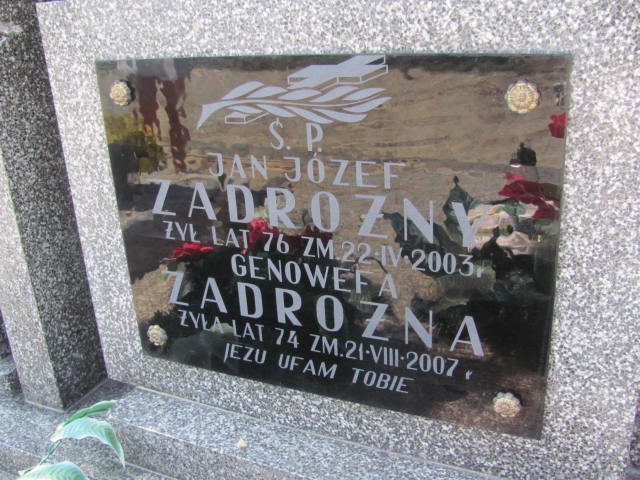 Ś. P.
JAN JÓZEF
ZADROŻNY
ŻYŁ LAT 76 ZM. 22·IV·2003 r
GENOWEFA
ZADROŻNA
ŻYŁA LAT 74 ZM. 21·VIII·2007 r
JEZU UFAM TOBIE